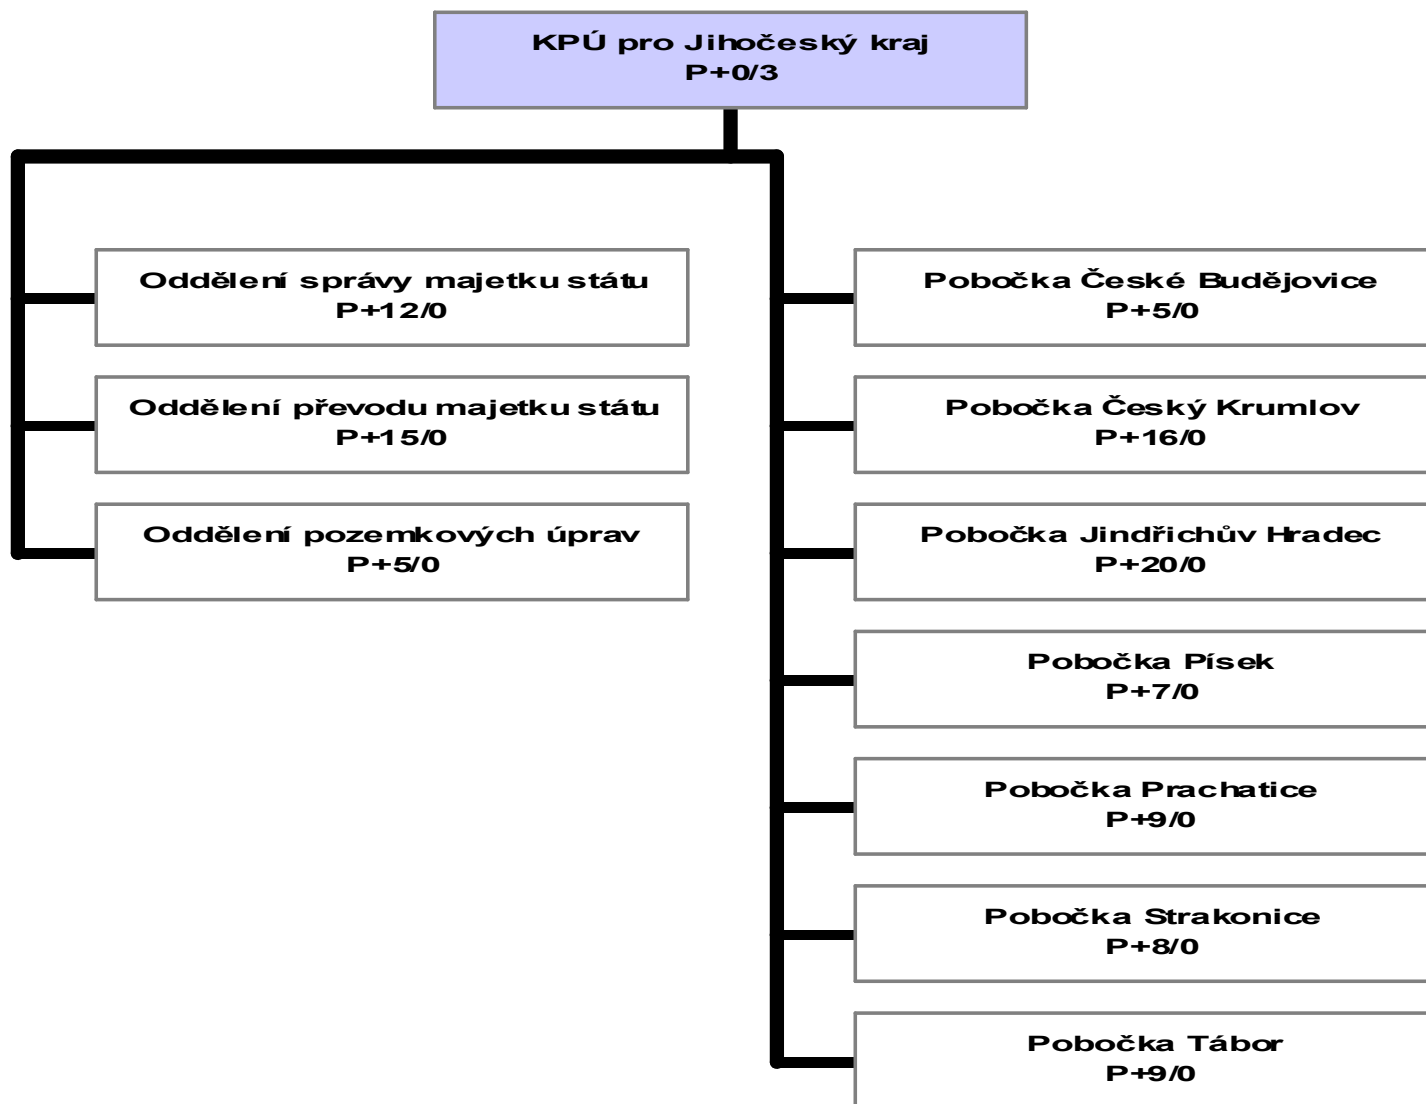 KPÚ pro Jihočeský kraj
P+0/3
Oddělení správy majetku státu
P+12/0
Oddělení převodu majetku státu
P+15/0
Oddělení pozemkových úprav
P+5/0
Pobočka České Budějovice
P+5/0
Pobočka Český Krumlov
P+16/0
Pobočka Jindřichův Hradec
P+20/0
Pobočka Písek
P+7/0
Pobočka Prachatice
P+9/0
Pobočka Strakonice
P+8/0
Pobočka Tábor
P+9/0